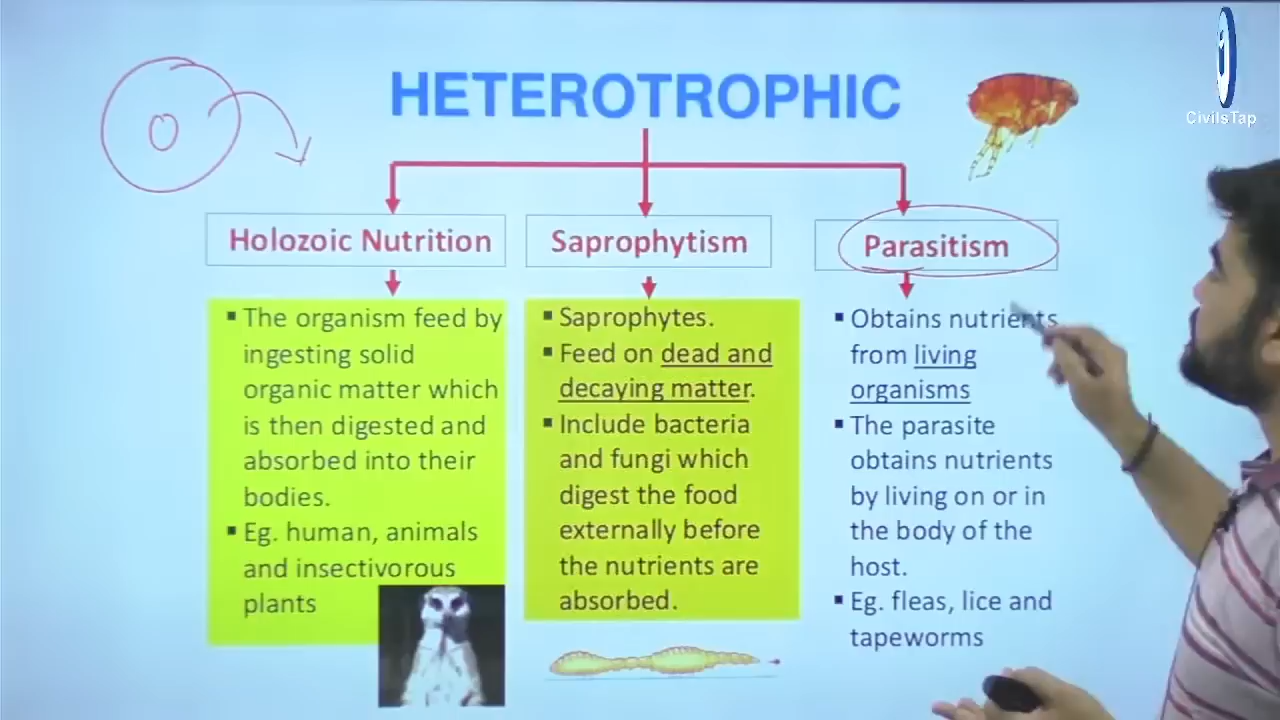 CivilsTap
HETEROTROPHIC
Holozoic Nutrition
▪ The organism feed by
ingesting solid
organic matter which
is then digested and
absorbed into their
bodies.
▪ Eg. human, animals
and insectivorous
plants
Saprophytism
▪ Saprophytes.
▪ Feed on dead and
decaying matter.
▪ Include bacteria
and fungi which
digest the food
externally before
the nutrients are
absorbed.
Parasitism
▪ Obtains nutrients
from living
organisms
▪ The parasite
obtains nutrients
by living on or in
the body of the
host.
▪ Eg. fleas, lice and
tapeworms